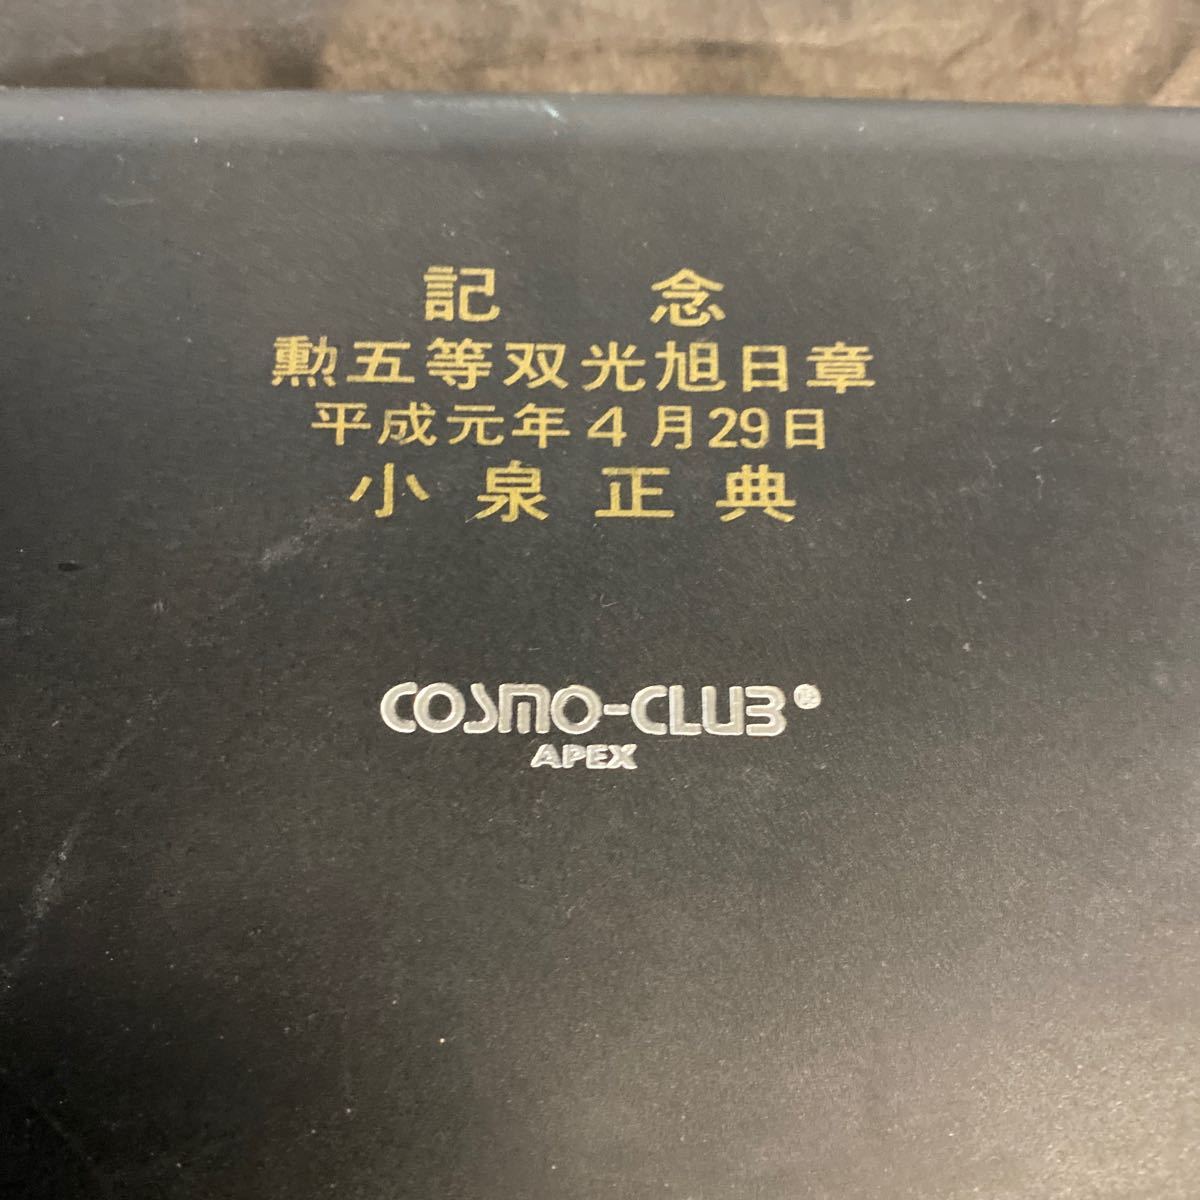 記念
勲五等双光旭日章
平成元年4月29日
小泉正典
COSMO-CLUB®
APEX